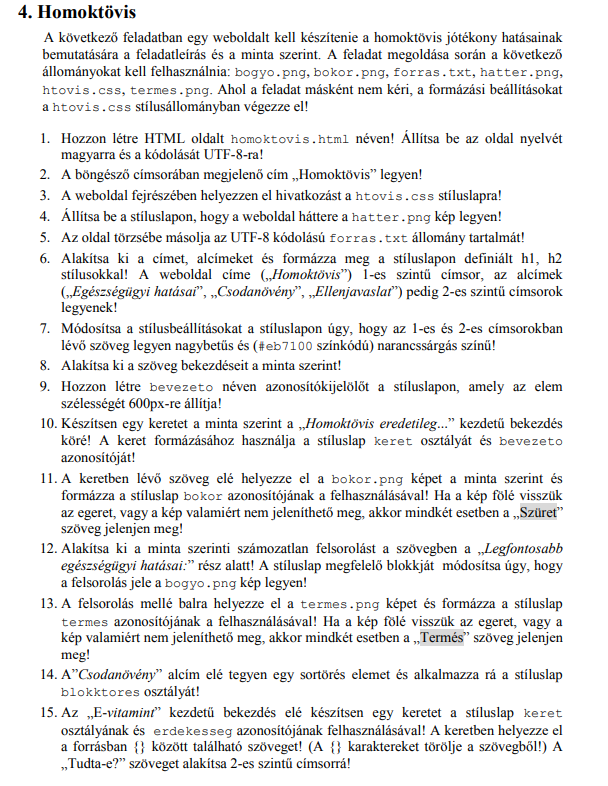 4. Homoktövis
A következő feladatban egy weboldalt kell készítenie a homoktövis jótékony hatásainak
bemutatására a feladatleírás és a minta szerint. A feladat megoldása során a következő
állományokat kell felhasználnia: bogyo.png, bokor.png, forras.txt, hatter.png,
htovis.css, termes.png. Ahol a feladat másként nem kéri, a formázási beállításokat
a htovis.css stílusállományban végezze el!
1. Hozzon létre HTML oldalt homoktovis.html néven! Állítsa be az oldal nyelvét
magyarra és a kódolását UTF-8-ra!
2. A böngésző címsorában megjelenő cím „Homoktövis” legyen!
3. A weboldal fejrészében helyezzen el hivatkozást a htovis.css stíluslapra!
4. Állítsa be a stíluslapon, hogy a weboldal háttere a hatter.png kép legyen!
5. Az oldal törzsébe másolja az UTF-8 kódolású forras.txt állomány tartalmát!
6. Alakítsa ki a címet, alcímeket és formázza meg a stíluslapon definiált h1, h2
stílusokkal! A weboldal címe („Homoktövis”) 1-es szintű címsor, az alcímek
(„Egészségügyi hatásai”, „Csodanövény”, „Ellenjavaslat”) pedig 2-es szintű címsorok
legyenek!
7. Módosítsa a stílusbeállításokat a stíluslapon úgy, hogy az 1-es és 2-es címsorokban
lévő szöveg legyen nagybetűs és (#eb7100 színkódú) narancssárgás színű!
8. Alakítsa ki a szöveg bekezdéseit a minta szerint!
9. Hozzon létre bevezeto néven azonosítókijelölőt a stíluslapon, amely az elem
szélességét 600px-re állítja!
10. Készítsen egy keretet a minta szerint a „Homoktövis eredetileg...” kezdetű bekezdés
köré! A keret formázásához használja a stíluslap keret osztályát és bevezeto
azonosítóját!
11. A keretben lévő szöveg elé helyezze el a bokor.png képet a minta szerint és
formázza a stíluslap bokor azonosítójának a felhasználásával! Ha a kép fölé visszük
az egeret, vagy a kép valamiért nem jeleníthető meg, akkor mindkét esetben a „Szüret”
szöveg jelenjen meg!
12. Alakítsa ki a minta szerinti számozatlan felsorolást a szövegben a „Legfontosabb
egészségügyi hatásai:” rész alatt! A stíluslap megfelelő blokkját módosítsa úgy, hogy
a felsorolás jele a bogyo.png kép legyen!
13. A felsorolás mellé balra helyezze el a termes.png képet és formázza a stíluslap
termes azonosítójának a felhasználásával! Ha a kép fölé visszük az egeret, vagy a
kép valamiért nem jeleníthető meg, akkor mindkét esetben a „Termés” szöveg jelenjen
meg!
14. A”Csodanövény” alcím elé tegyen egy sortörés elemet és alkalmazza rá a stíluslap
blokktores osztályát!
15. Az „E-vitamint” kezdetű bekezdés elé készítsen egy keretet a stíluslap keret
osztályának és erdekesseg azonosítójának felhasználásával! A keretben helyezze el
a forrásban {} között található szöveget! (A {} karaktereket törölje a szövegből!) A
„Tudta-e?” szöveget alakítsa 2-es szintű címsorrá!